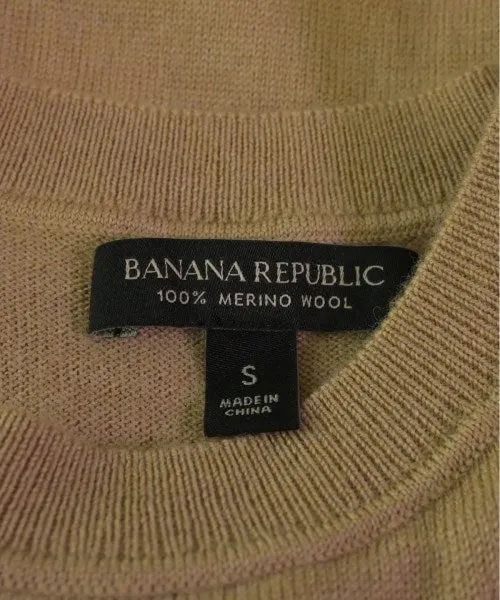 BANANA REPUBLIC
100% MERINO WOOL
S
MADE IN
CHINA